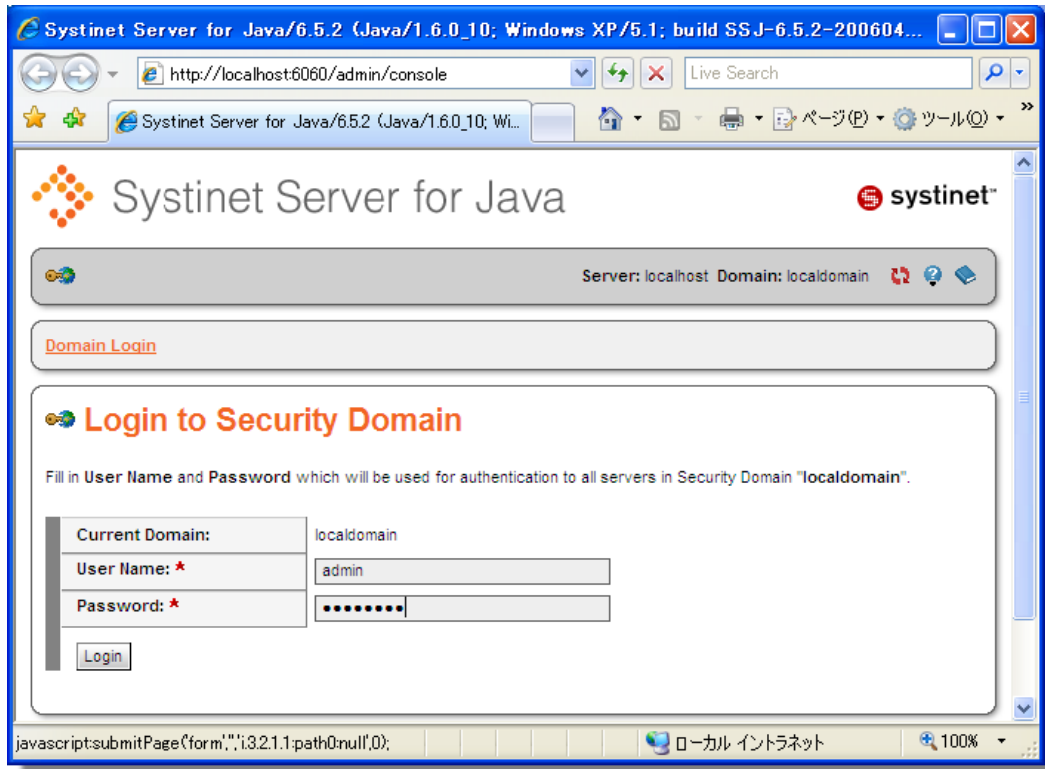 Systinet Server for Java/6.5.2 (Java/1.6.0_10; Windows XP/5.1; build SSJ-6.5.2-200604...
http://localhost:6060/admin/console
Live Search
Systinet Server for Java/6.5.2 (Java/1.6.0_10; Wi...
ページ(P)
ツール(O)
»
Systinet Server for Java
systinet™
Server: localhost Domain: localdomain
Domain Login
Login to Security Domain
Fill in User Name and Password which will be used for authentication to all servers in Security Domain "localdomain".
Current Domain: localdomain
User Name: * admin
Password: * ••••••••
Login
javascript:submitPage('form','','i:3.2.1.1:path0:null',0);
ローカル イントラネット
100%